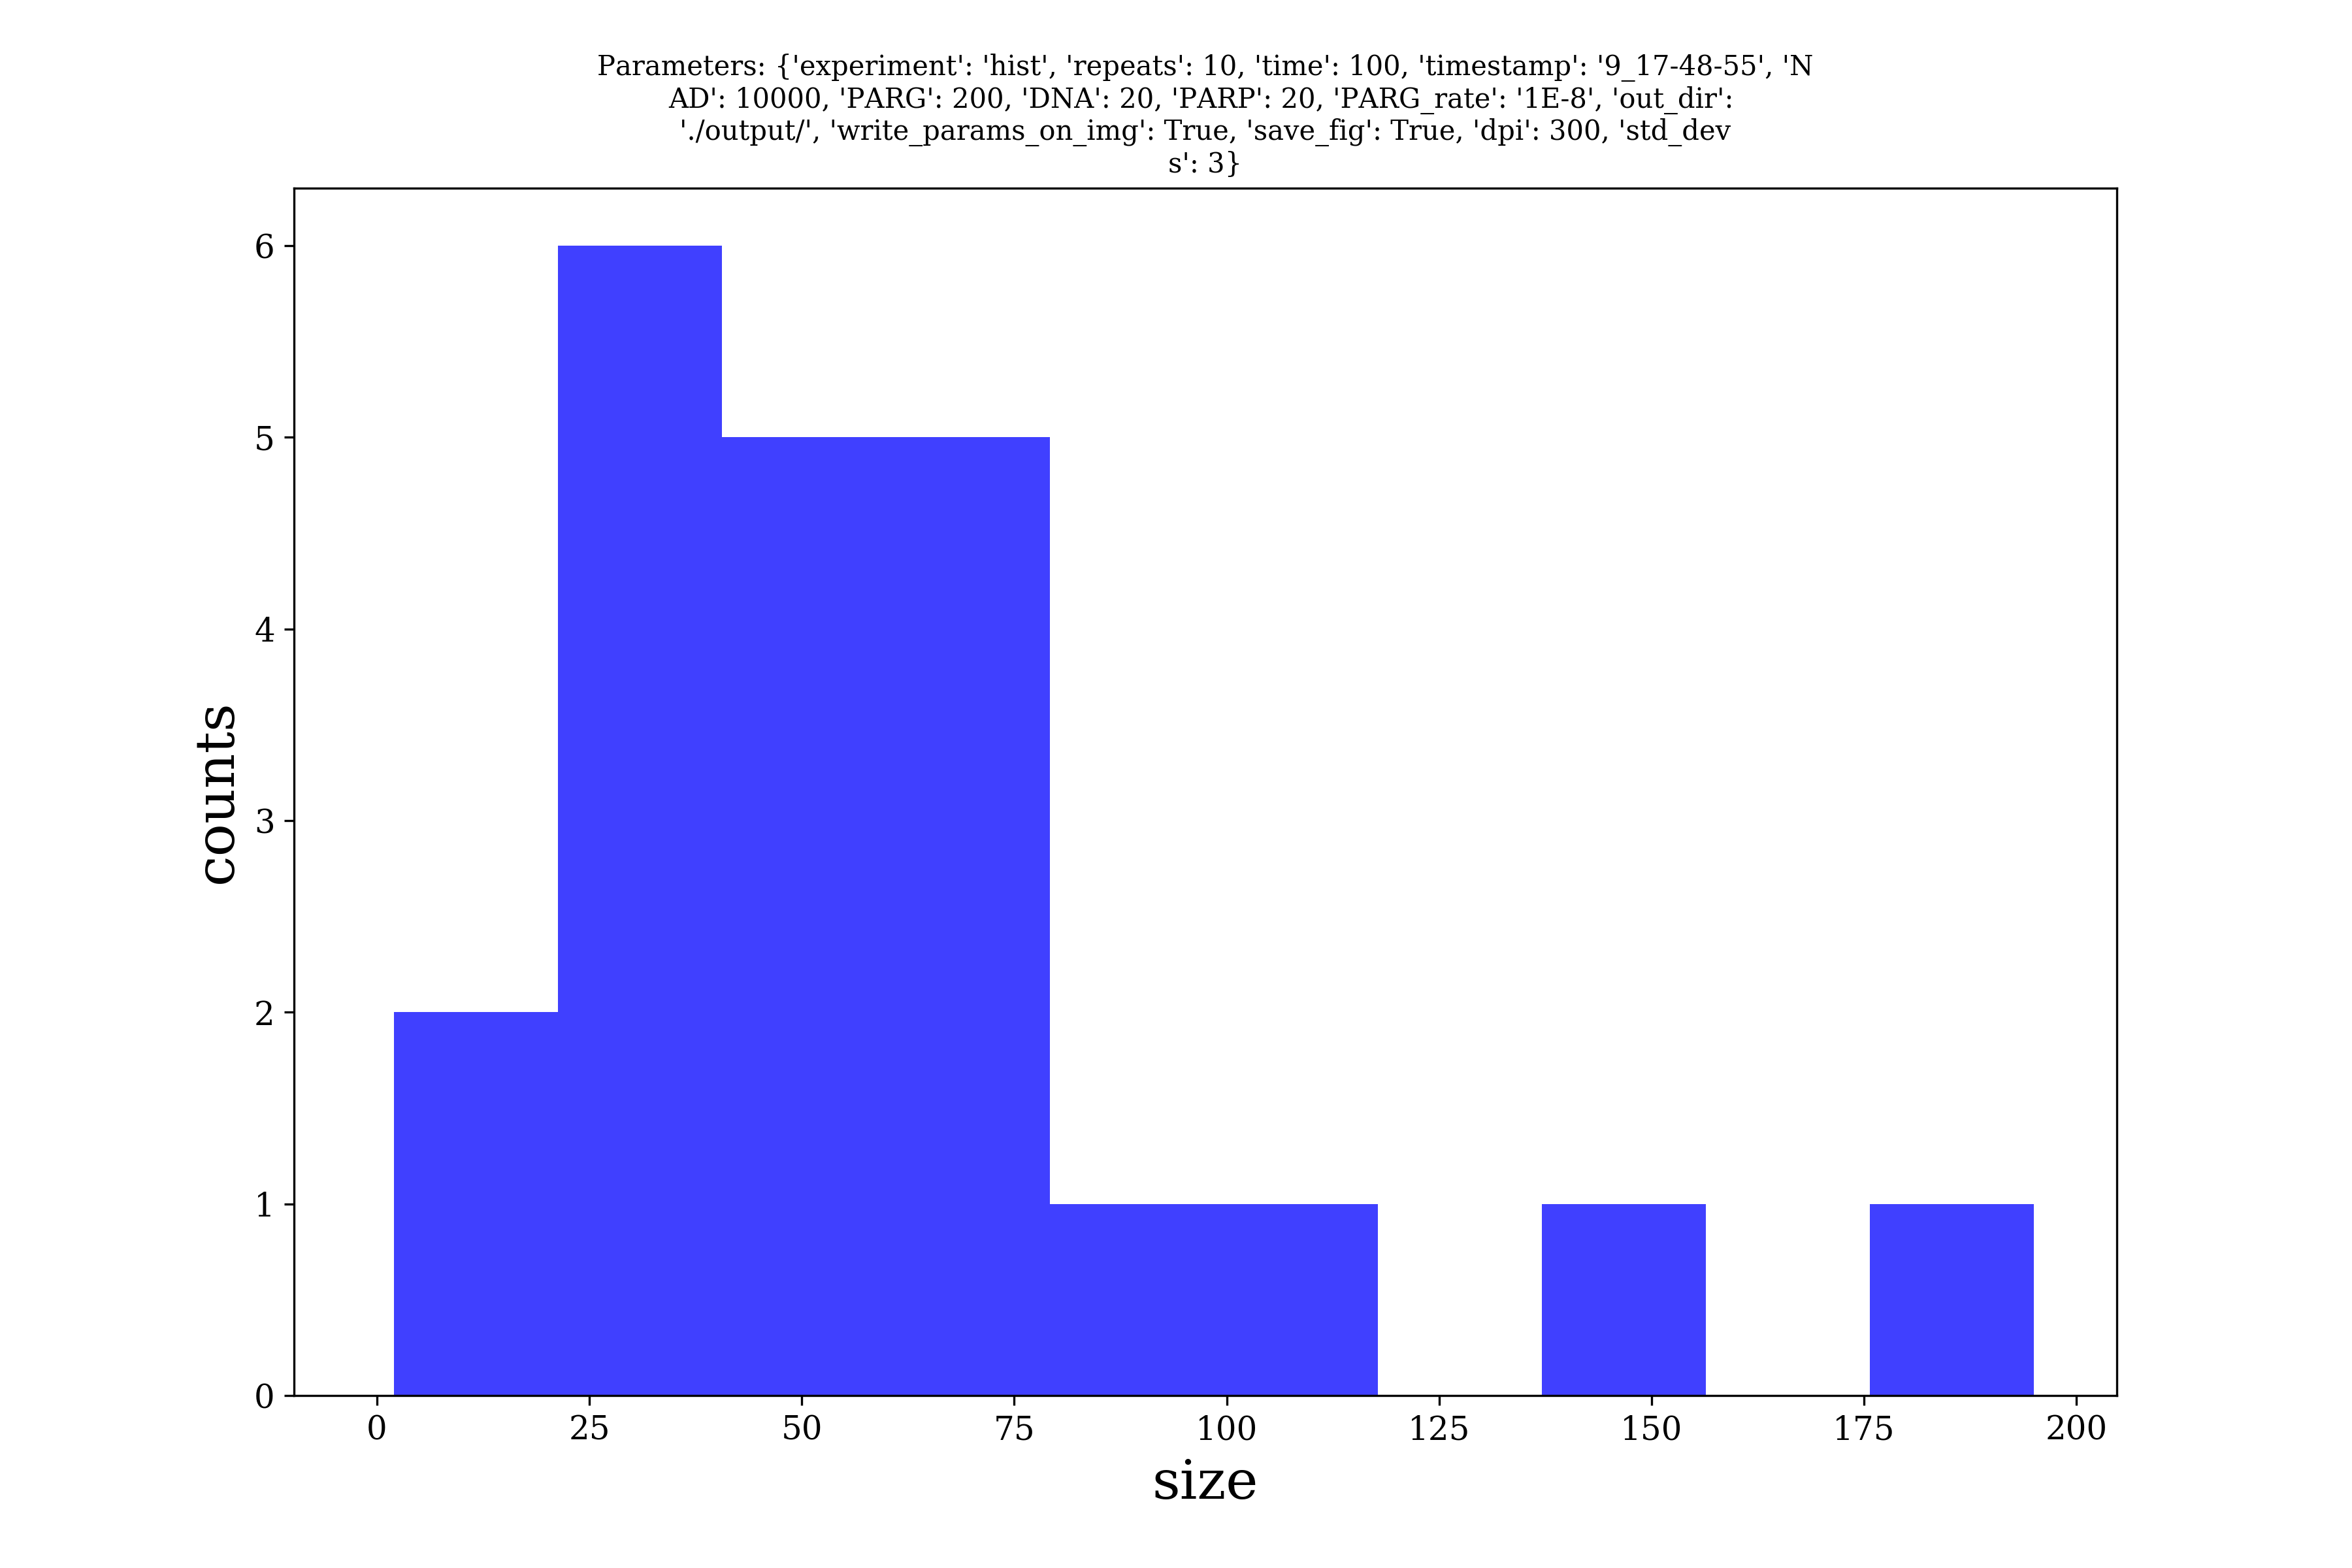 Parameters: {'experiment': 'hist', 'repeats': 10, 'time': 100, 'timestamp': '9_17-48-55', 'N
AD': 10000, 'PARG': 200, 'DNA': 20, 'PARP': 20, 'PARG_rate': '1E-8', 'out_dir':
'./output/', 'write_params_on_img': True, 'save_fig': True, 'dpi': 300, 'std_dev
s': 3}
6
5
4
3
2
1
0
counts
0 25 50 75 100 125 150 175 200
size